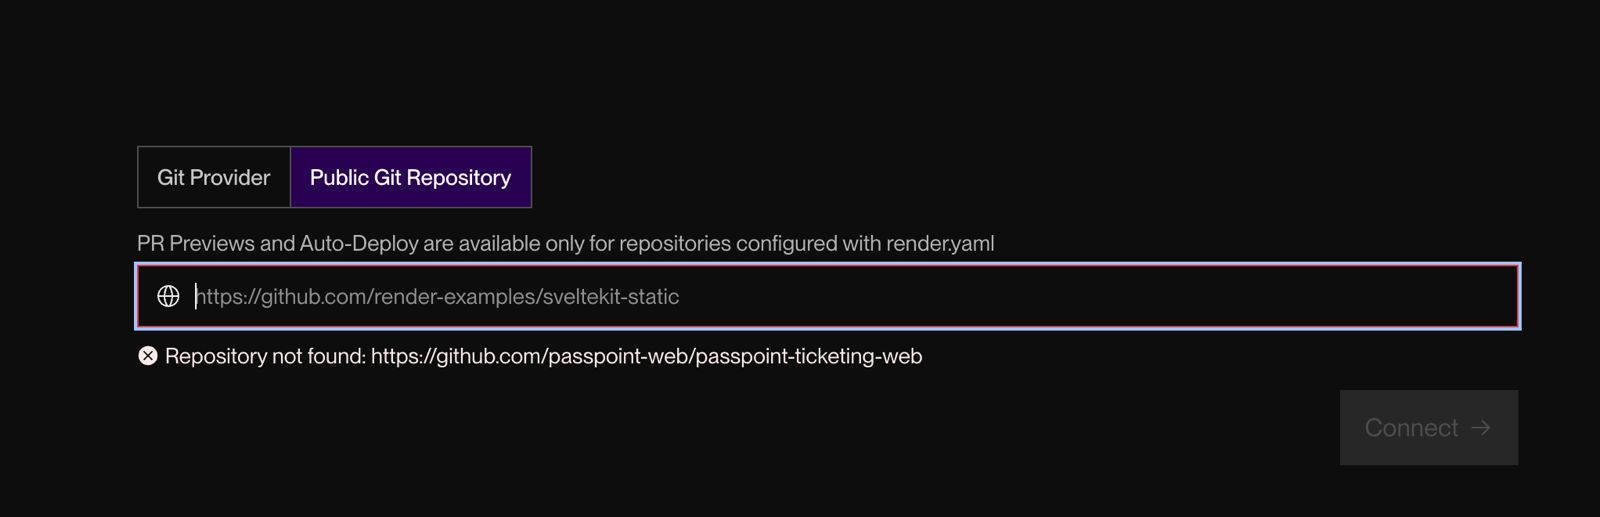 Git Provider
Public Git Repository
PR Previews and Auto-Deploy are available only for repositories configured with render.yaml
https://github.com/render-examples/sveltekit-static
Repository not found: https://github.com/passpoint-web/passpoint-ticketing-web
Connect →